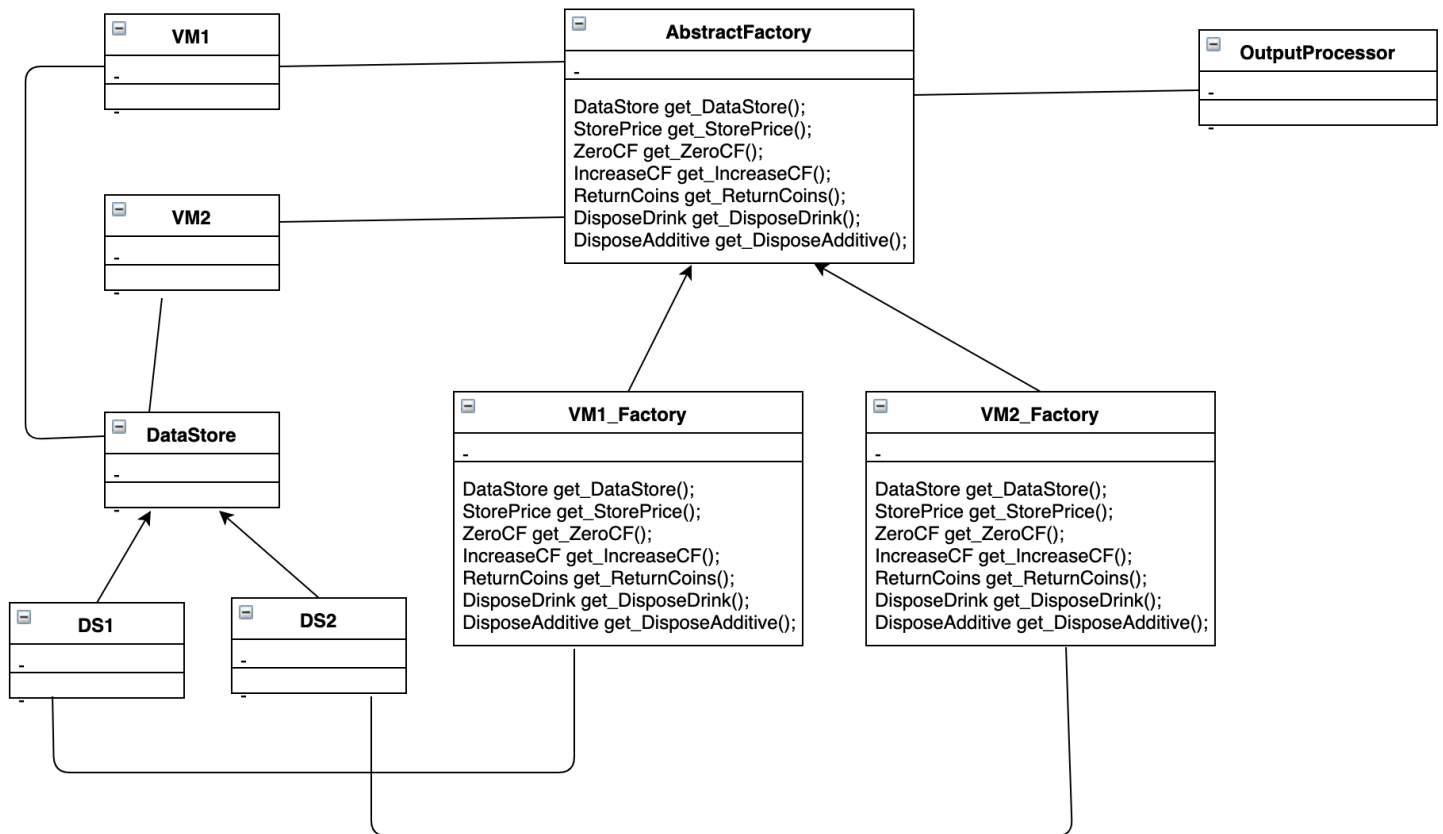 VM1
-
-
AbstractFactory
-
DataStore get_DataStore();
StorePrice get_StorePrice();
ZeroCF get_ZeroCF();
IncreaseCF get_IncreaseCF();
ReturnCoins get_ReturnCoins();
DisposeDrink get_DisposeDrink();
DisposeAdditive get_DisposeAdditive();
OutputProcessor
-
-
VM2
-
-
DataStore
-
-
VM1_Factory
-
DataStore get_DataStore();
StorePrice get_StorePrice();
ZeroCF get_ZeroCF();
IncreaseCF get_IncreaseCF();
ReturnCoins get_ReturnCoins();
DisposeDrink get_DisposeDrink();
DisposeAdditive get_DisposeAdditive();
VM2_Factory
-
DataStore get_DataStore();
StorePrice get_StorePrice();
ZeroCF get_ZeroCF();
IncreaseCF get_IncreaseCF();
ReturnCoins get_ReturnCoins();
DisposeDrink get_DisposeDrink();
DisposeAdditive get_DisposeAdditive();
DS1
-
-
DS2
-
-